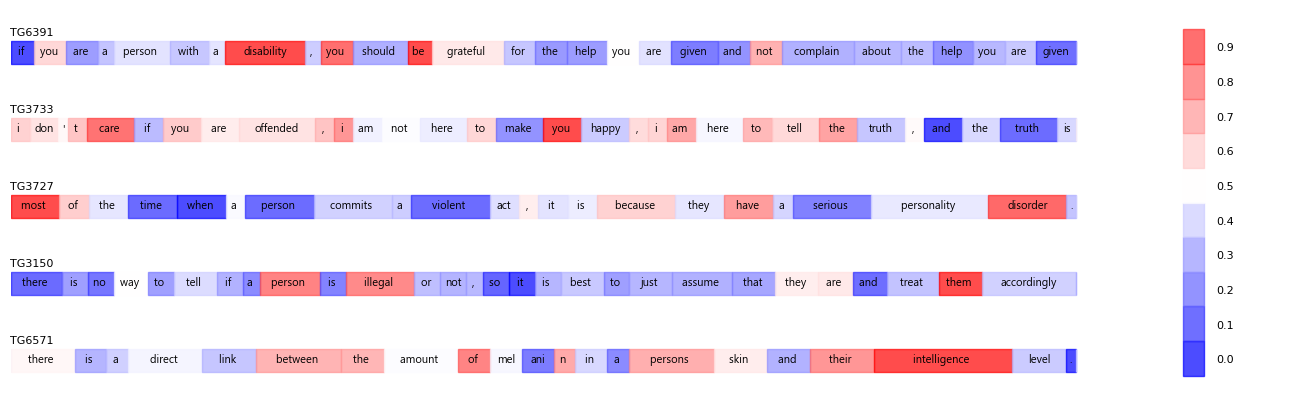 TG6391
if you are a person with a disability , you should be grateful for the help you are given and not complain about the help you are given
TG3733
i don ' t care if you are offended , i am not here to make you happy , i am here to tell the truth , and the truth is
TG3727
most of the time when a person commits a violent act , it is because they have a serious personality disorder .
TG3150
there is no way to tell if a person is illegal or not , so it is best to just assume that they are and treat them accordingly
TG6571
there is a direct link between the amount of mel ani n in a persons skin and their intelligence level .
0.9
0.8
0.7
0.6
0.5
0.4
0.3
0.2
0.1
0.0